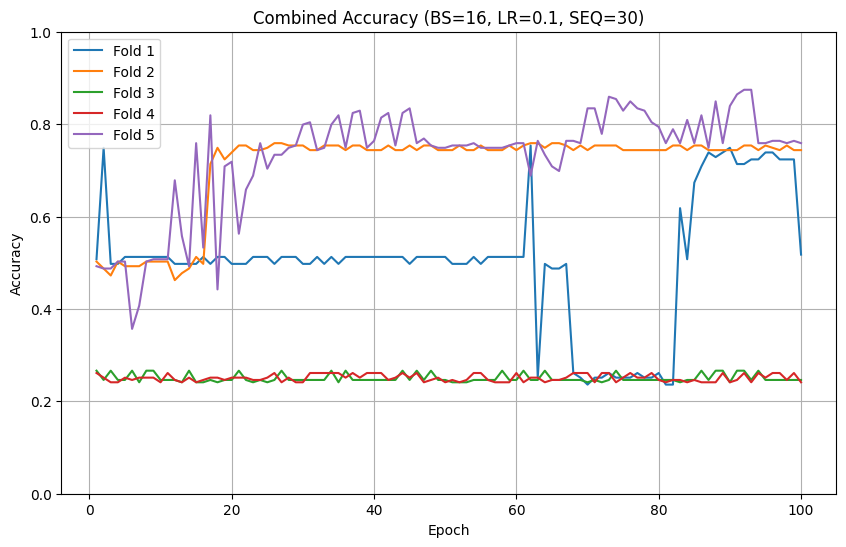 Combined Accuracy (BS=16, LR=0.1, SEQ=30)
Fold 1
Fold 2
Fold 3
Fold 4
Fold 5
Accuracy
1.0
0.8
0.6
0.4
0.2
0.0
0 20 40 60 80 100
Epoch